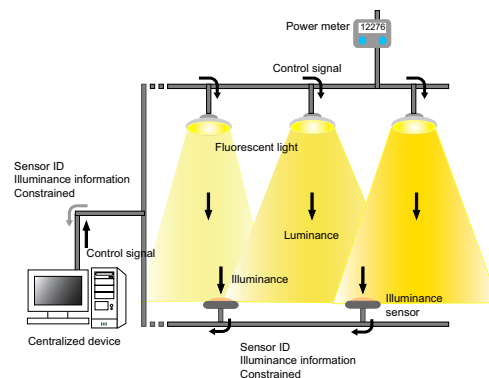 Power meter
12276
Control signal
Fluorescent light
Sensor ID
Illuminance information
Constrained
Luminance
Control signal
Illuminance
Illuminance
sensor
Centralized device
Sensor ID
Illuminance information
Constrained